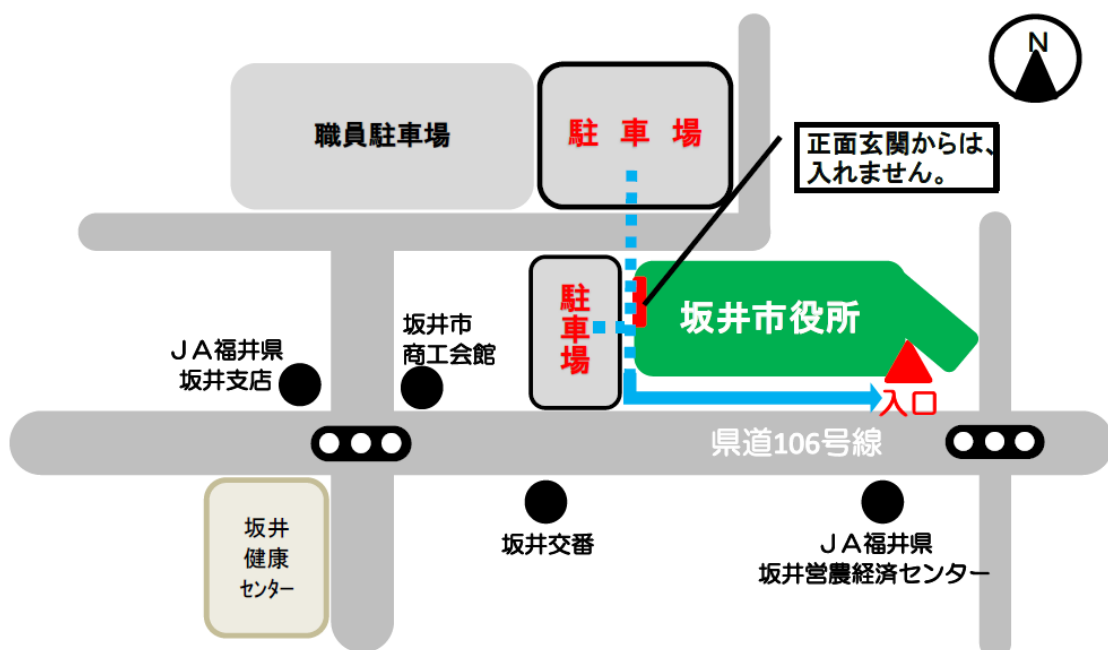 N
職員駐車場
駐車場
正面玄関からは、
入れません。
駐車場
坂井市役所
坂井市
商工会館
ＪＡ福井県
坂井支店
入口
県道106号線
坂井
健康
センター
坂井交番
ＪＡ福井県
坂井営農経済センター